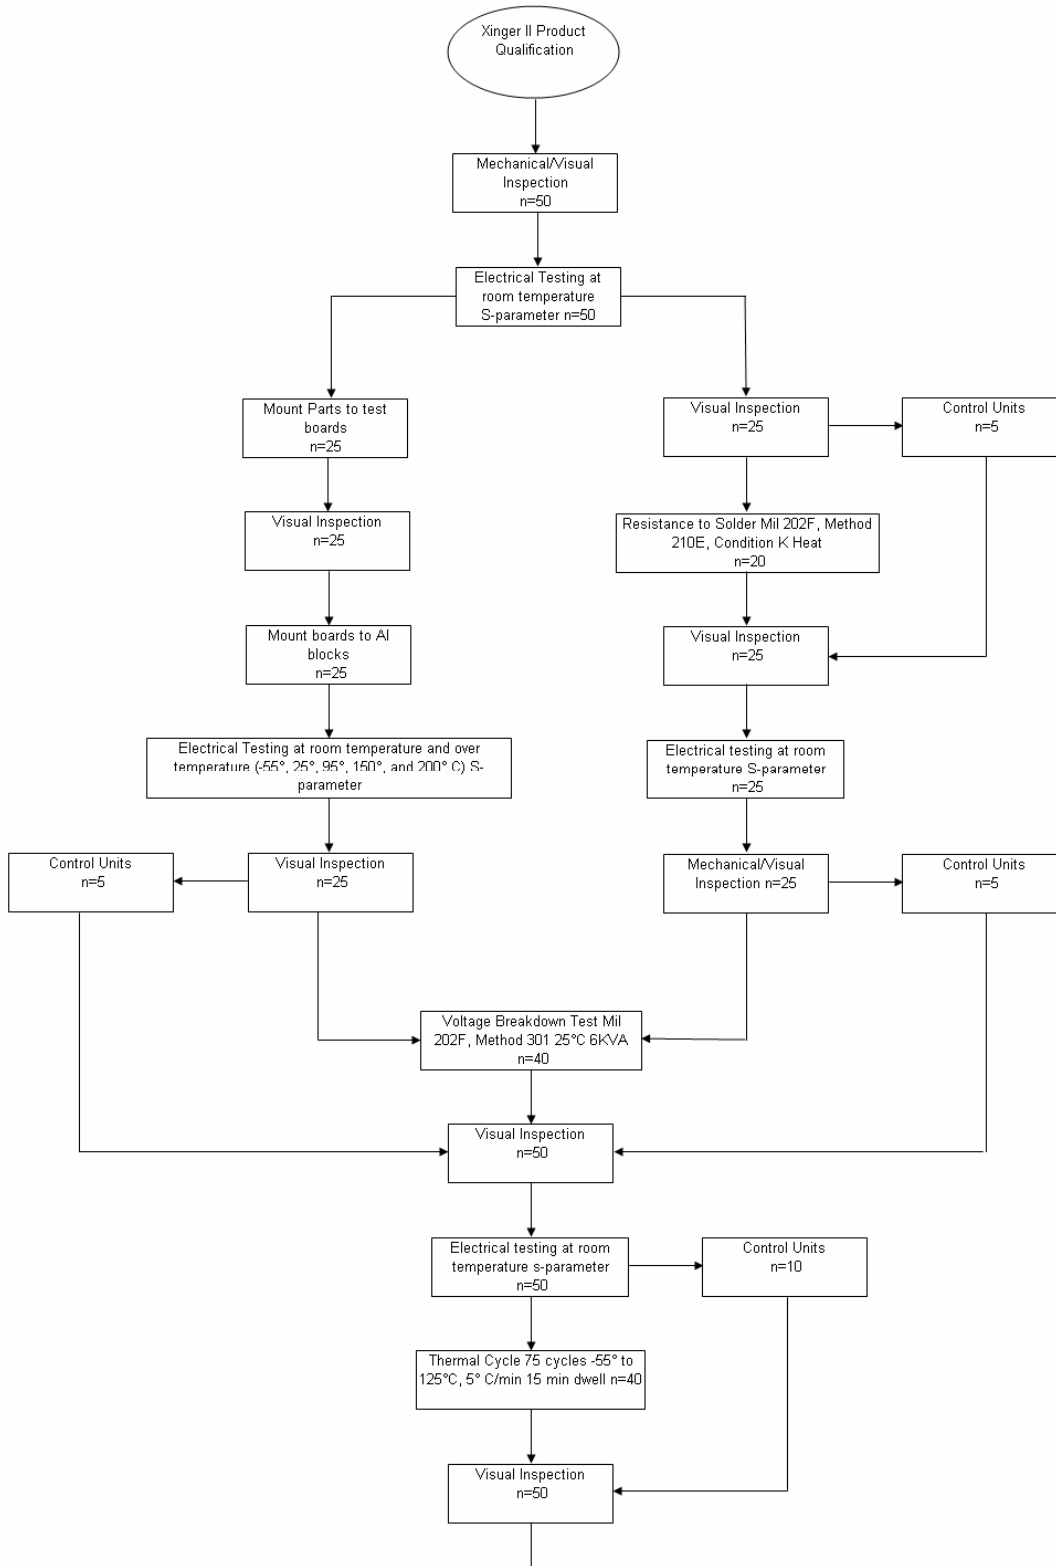 Xinger II Product
Qualification
Mechanical/Visual
Inspection
n=50
Electrical Testing at
room temperature
S-parameter n=50
Mount Parts to test
boards
n=25
Visual Inspection
n=25
Control Units
n=5
Visual Inspection
n=25
Resistance to Solder Mil 202F, Method
210E, Condition K Heat
n=20
Mount boards to Al
blocks
n=25
Visual Inspection
n=25
Electrical Testing at room temperature and over
temperature (-55°, 25°, 95°, 150°, and 200° C) S-
parameter
Electrical testing at room
temperature S-parameter
n=25
Control Units
n=5
Visual Inspection
n=25
Mechanical/Visual
Inspection n=25
Control Units
n=5
Voltage Breakdown Test Mil
202F, Method 301 25°C 6KVA
n=40
Visual Inspection
n=50
Electrical testing at room
temperature s-parameter
n=50
Control Units
n=10
Thermal Cycle 75 cycles -55° to
125°C, 5° C/min 15 min dwell n=40
Visual Inspection
n=50